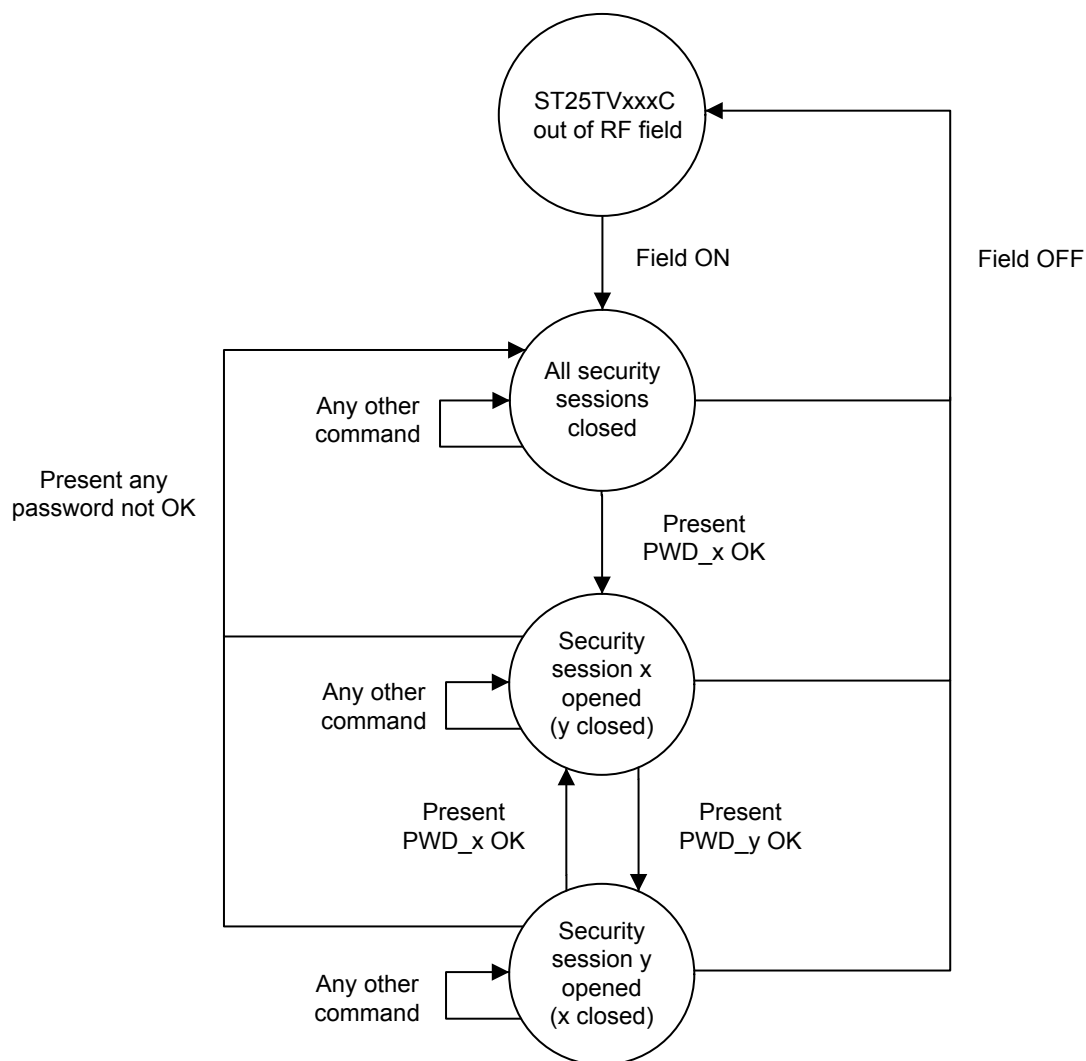 ST25TVxxxC
out of RF field
Field ON
Field OFF
All security
sessions
closed
Any other
command
Present any
password not OK
Present
PWD_x OK
Security
session x
opened
(y closed)
Any other
command
Present
PWD_x OK
Present
PWD_y OK
Security
session y
opened
(x closed)
Any other
command